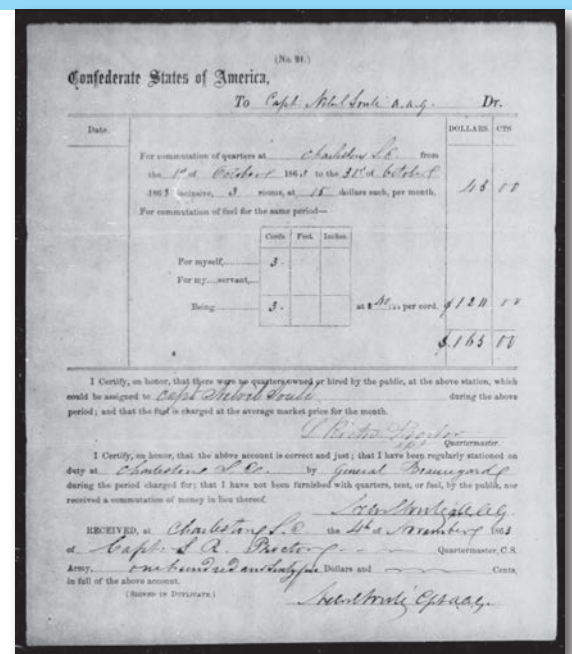 (No. 21.)
Confederate States of America,
To Capt. Dr.
Date. DOLLARS. CTS
For commutation of quarters at Charleston S.C. from
the 1st of October 1863 to the 31st of October
1863 inclusive, 3 rooms, at 15 dollars each, per month, 45 00
For commutation of fuel for the same period—
Cords. Feet. Inches.
For myself, 3.
For my servant,
Being 3. at $ 40 per cord. $ 120 00
$.165 00
I Certify, on honor, that there were no quarters owned or hired by the public, at the above station, which
could be assigned to Capt during the above
period; and that the fuel is charged at the average market price for the month.
Quartermaster.
I Certify, on honor, that the above account is correct and just; that I have been regularly stationed on
duty at Charleston S. Ca. by General Beauregard
during the period charged for; that I have not been furnished with quarters, tent, or fuel, by the public, nor
received a commutation of money in lieu thereof.
RECEIVED, at Charleston S.C the 4th of November 1863
of Capt. Proctor Quartermaster, C.S.
Army, one hundred and sixty five Dollars and Cents,
in full of the above account.
(SIGNED IN DUPLICATE.)